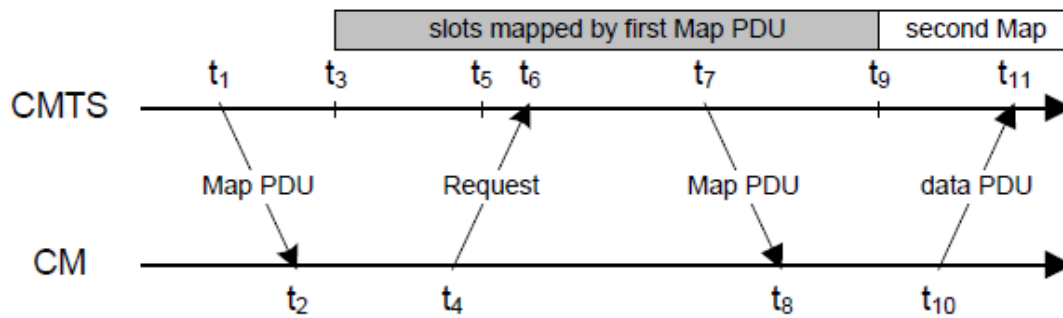 slots mapped by first Map PDU second Map
t1 t3 t5 t6 t7 t9 t11
CMTS
Map PDU Request Map PDU data PDU
CM
t2 t4 t8 t10